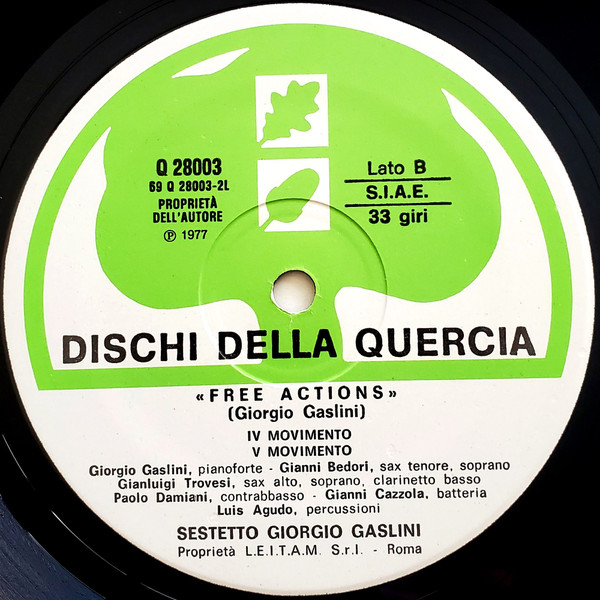 Q 28003
69 Q 28003-2L
PROPRIETÀ
DELL'AUTORE
Ⓟ 1977
Lato B
S.I.A.E.
33 giri
DISCHI DELLA QUERCIA
«FREE ACTIONS»
(Giorgio Gaslini)
IV MOVIMENTO
V MOVIMENTO
Giorgio Gaslini, pianoforte - Gianni Bedori, sax tenore, soprano
Gianluigi Trovesi, sax alto, soprano, clarinetto basso
Paolo Damiani, contrabbasso - Gianni Cazzola, batteria
Luis Agudo, percussioni
SESTETTO GIORGIO GASLINI
Proprietà L.E.I.T.A.M. S.r.l. - Roma